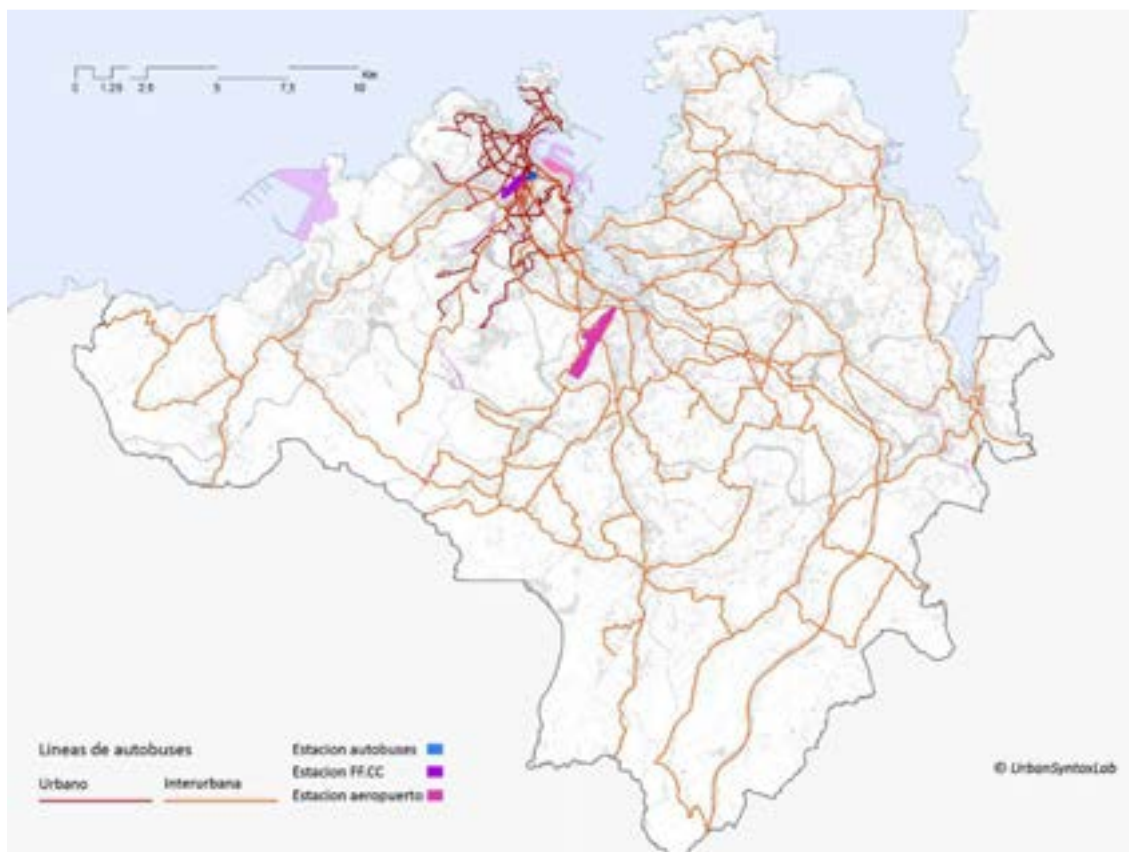 Km
0 1.25 2.5 5 7,5 10
Lineas de autobuses
Urbano Interurbana
Estacion autobuses
Estacion FF.CC
Estacion aeropuerto
© UrbanSyntaxLab